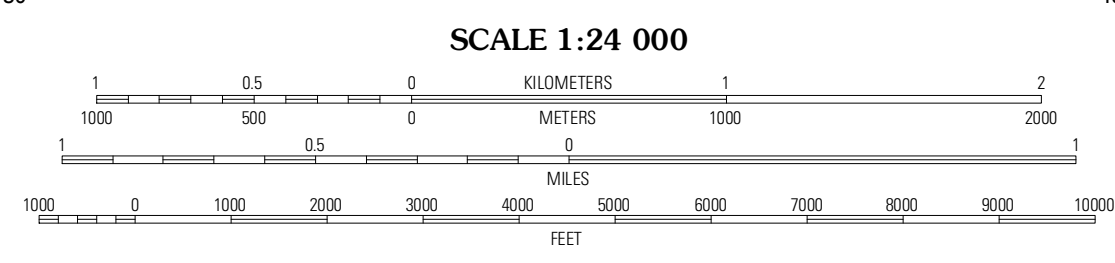 SCALE 1:24 000
1 0.5 0 KILOMETERS 1 2
1000 500 0 METERS 1000 2000
1 0.5 0 1
MILES
1000 0 1000 2000 3000 4000 5000 6000 7000 8000 9000 10000
FEET